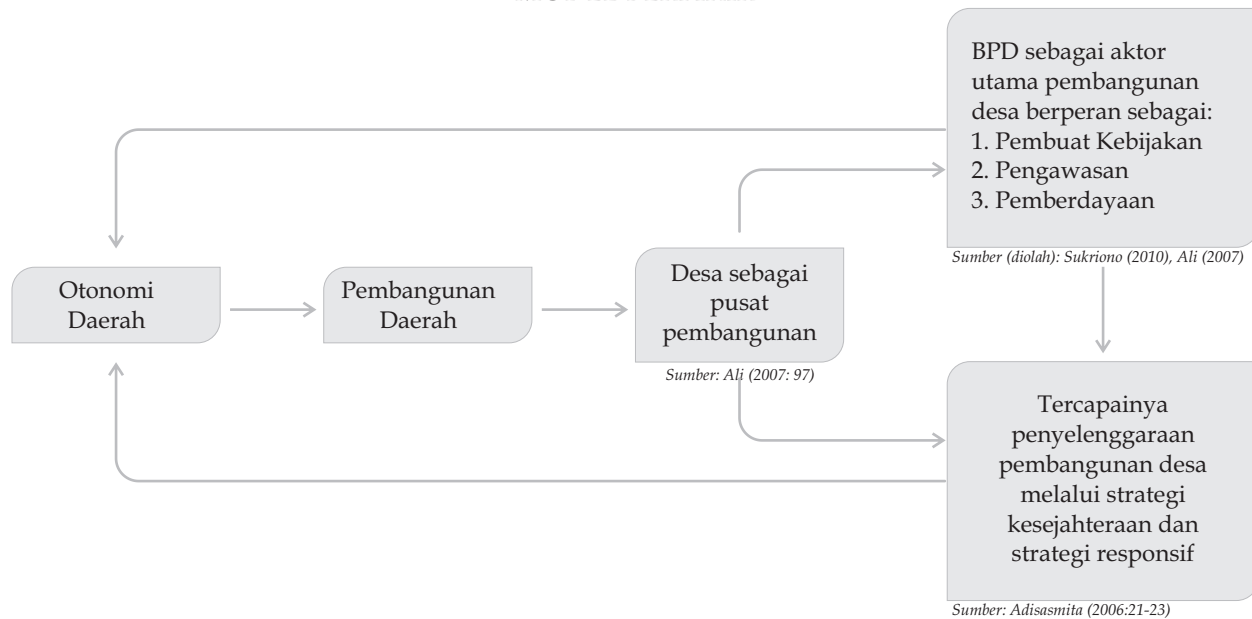 BPD sebagai aktor
utama pembangunan
desa berperan sebagai:
1. Pembuat Kebijakan
2. Pengawasan
3. Pemberdayaan
Sumber (diolah): Sukriono (2010), Ali (2007)
Otonomi
Daerah
Pembangunan
Daerah
Desa sebagai
pusat
pembangunan
Sumber: Ali (2007: 97)
Tercapainya
penyelenggaraan
pembangunan desa
melalui strategi
kesejahteraan dan
strategi responsif
Sumber: Adisasmita (2006:21-23)